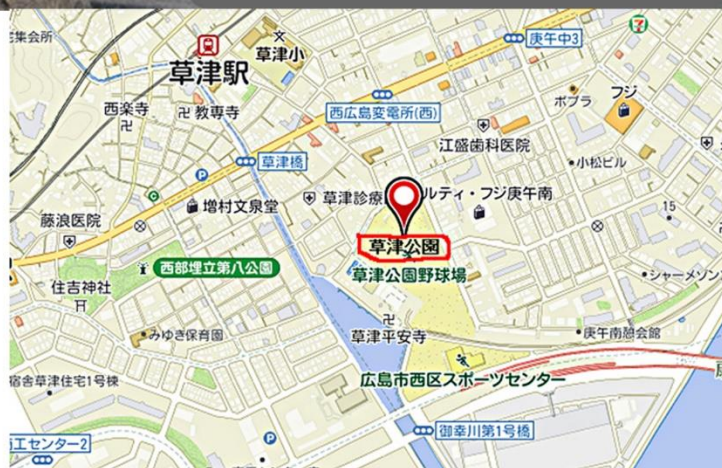 集会所
草津駅
草津小
庚午中3
西楽寺
教専寺
西広島変電所(西)
ポプラ
フジ
江盛歯科医院
草津橋
小松ビル
P
増村文泉堂
草津診療
ルティ・フジ庚午南
15
藤浪医院
草津公園
西部埋立第八公園
草津公園野球場
シャーメゾン
住吉神社
みゆき保育園
草津平安寺
庚午南憩会館
宿舎草津住宅1号棟
広島市西区スポーツセンター
工センター2
P
御幸川第1号橋